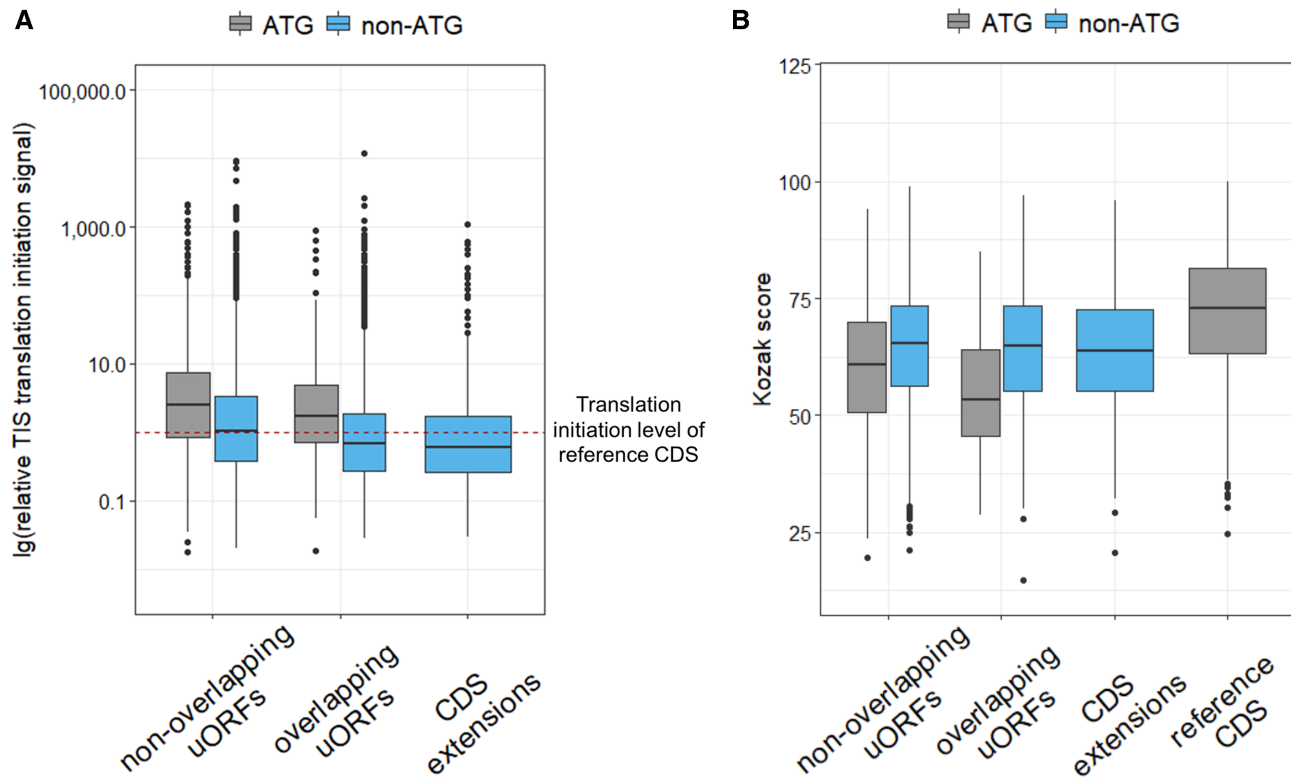 A
ATG non-ATG
lg(relative TIS translation initiation signal)
100,000.0
1,000.0
10.0
0.1
non-overlapping
uORFs
overlapping
uORFs
CDS
extensions
Translation
initiation level of
reference CDS
B
ATG non-ATG
Kozak score
125
100
75
50
25
non-overlapping
uORFs
overlapping
uORFs
CDS
extensions
reference
CDS